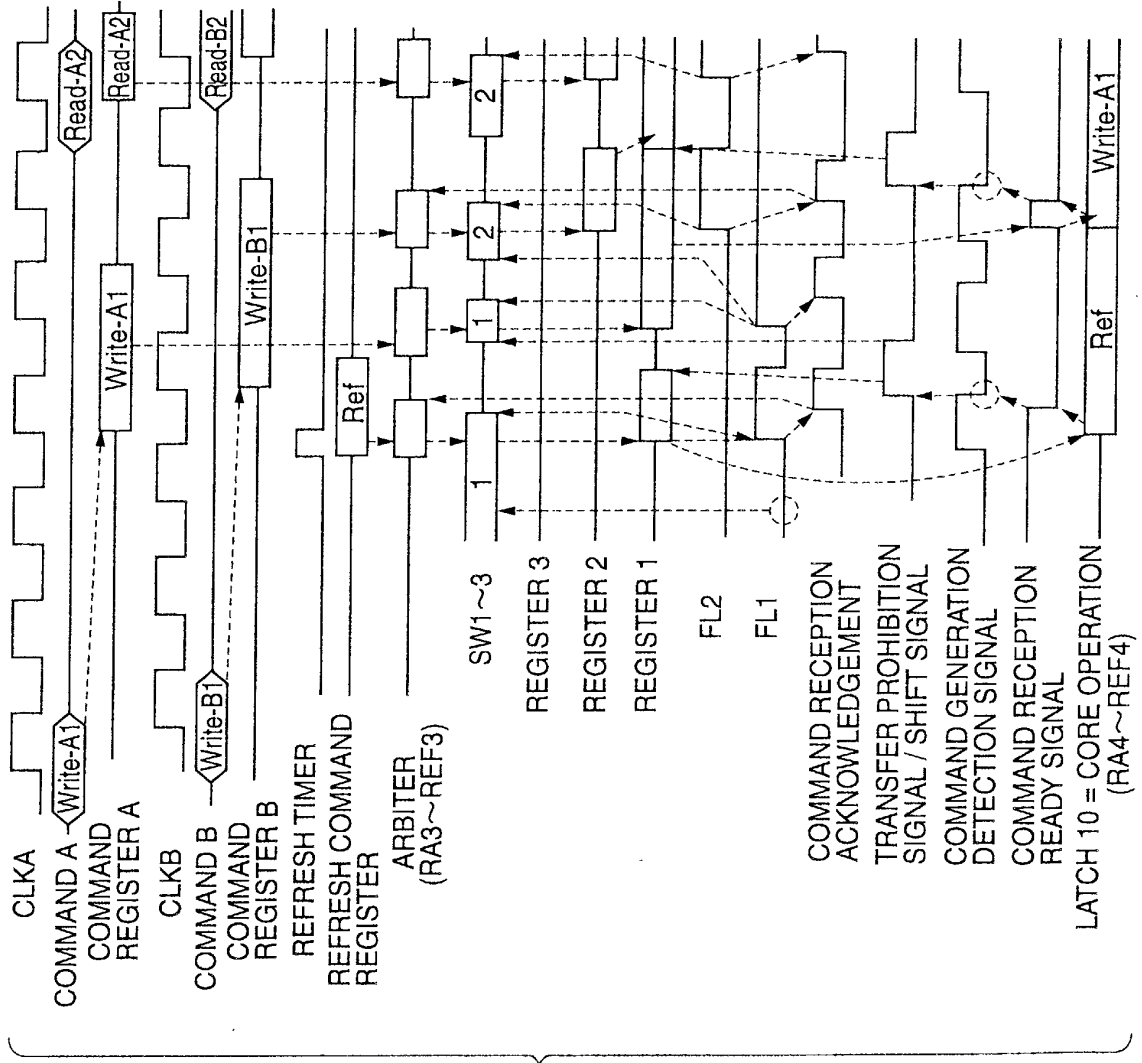 CLKA
COMMAND A
Write-A1
Read-A2
COMMAND
REGISTER A
Write-A1
Read-A2
CLKB
COMMAND B
Write-B1
Read-B2
COMMAND
REGISTER B
Write-B1
REFRESH TIMER
REFRESH COMMAND
REGISTER
Ref
ARBITER
(RA3~REF3)
SW1~3
1
1
2
2
REGISTER 3
REGISTER 2
REGISTER 1
FL2
FL1
COMMAND RECEPTION
ACKNOWLEDGEMENT
TRANSFER PROHIBITION
SIGNAL / SHIFT SIGNAL
COMMAND GENERATION
DETECTION SIGNAL
COMMAND RECEPTION
READY SIGNAL
LATCH 10 = CORE OPERATION
(RA4~REF4)
Ref
Write-A1